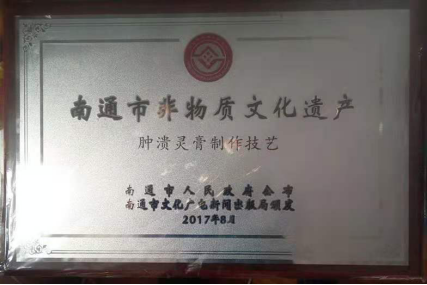 南通市非物质文化遗产
肿溃灵膏制作技艺
南通市人民政府公布
南通市文化广电新闻出版局颁发
2017年8月